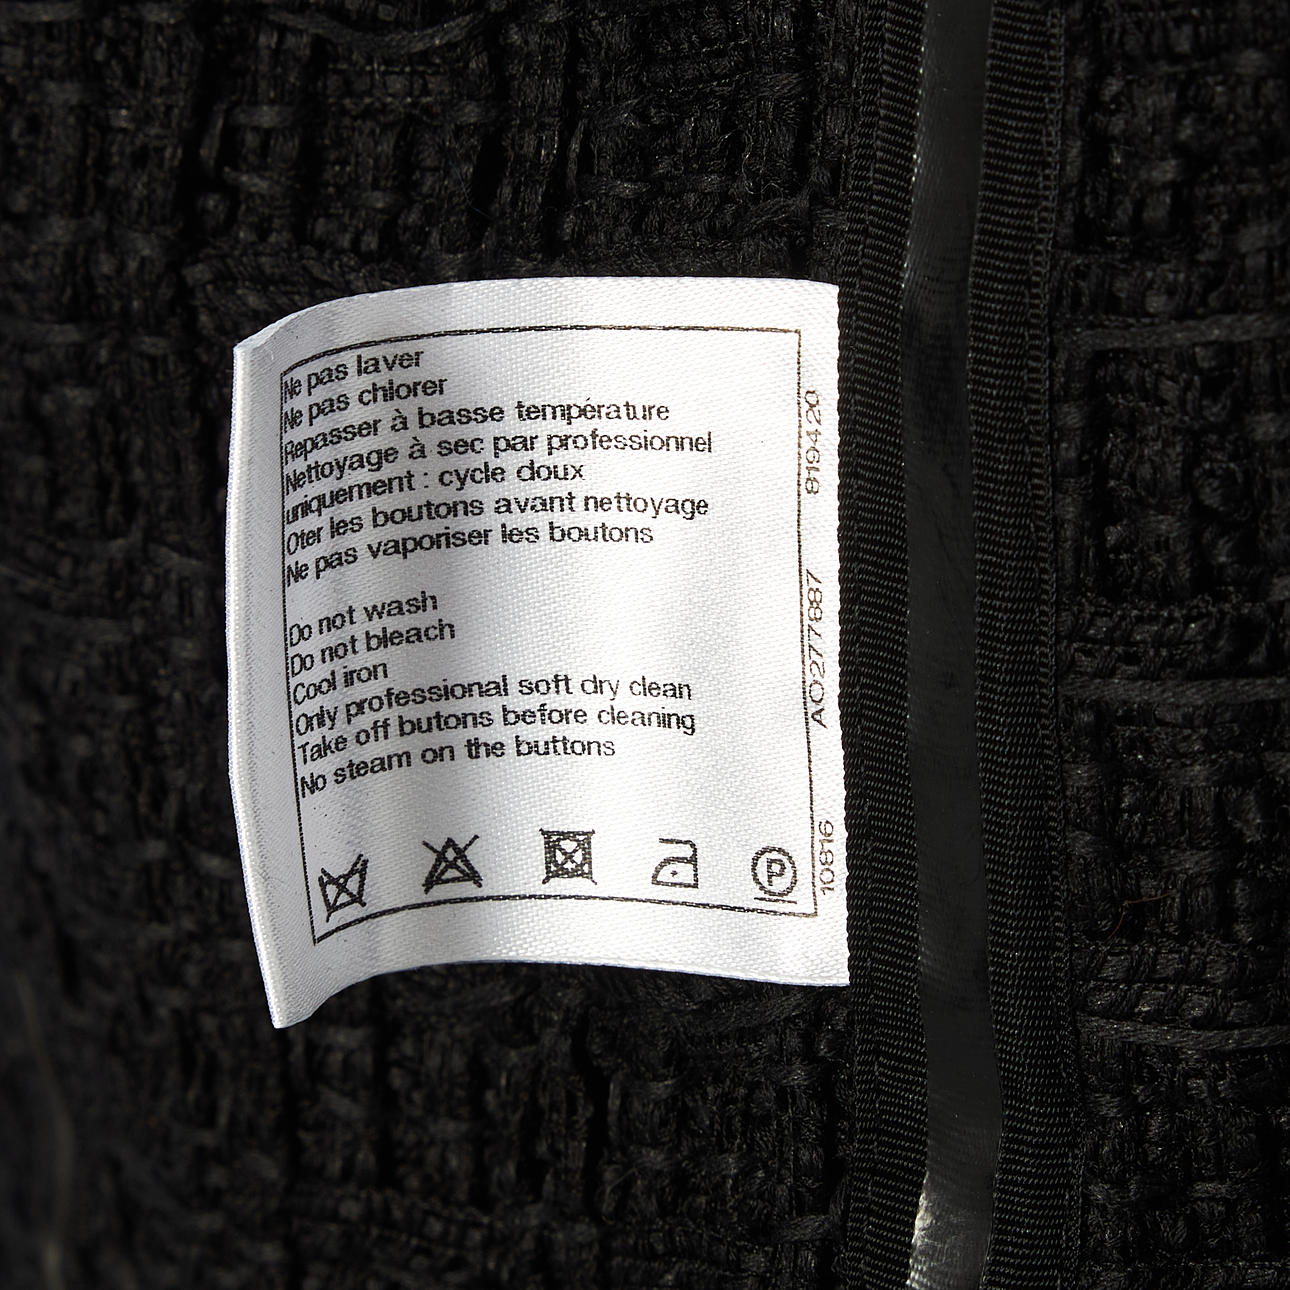 Ne pas laver
Ne pas chlorer
Repasser à basse température
Nettoyage à sec par professionnel
uniquement : cycle doux
Oter les boutons avant nettoyage
Ne pas vaporiser les boutons
Do not wash
Do not bleach
Cool iron
Only professional soft dry clean
Take off butons before cleaning
No steam on the buttons
P
10816
AO277887
819420